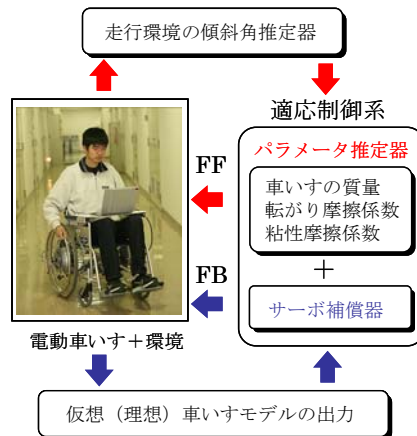 走行環境の傾斜角推定器
適応制御系
パラメータ推定器
FF
車いすの質量
転がり摩擦係数
粘性摩擦係数
+
FB
サーボ補償器
電動車いす+環境
仮想（理想）車いすモデルの出力